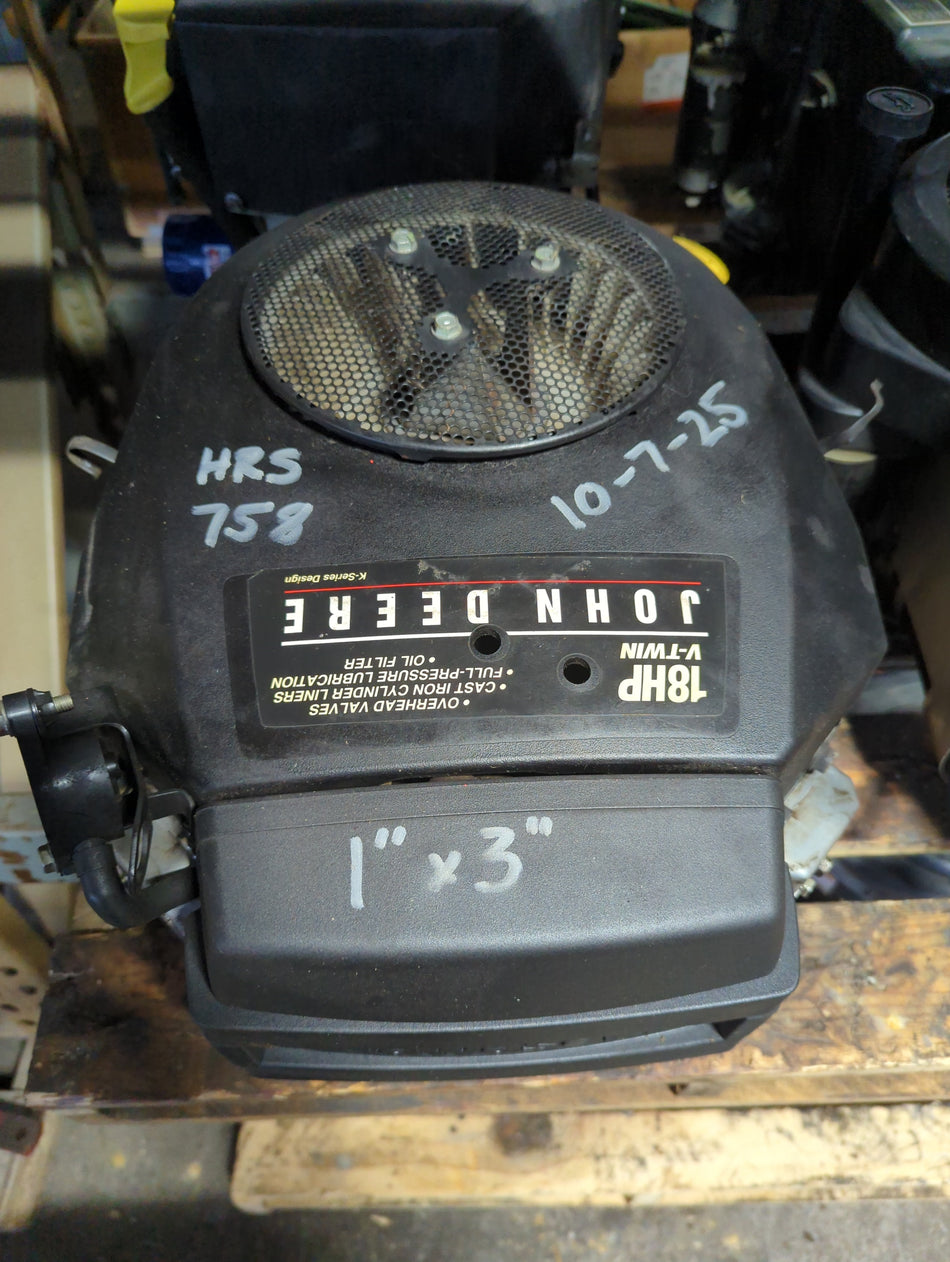 HRS
758
10-7-25
18HP
V-TWIN
• OVERHEAD VALVES
• CAST IRON CYLINDER LINERS
• FULL-PRESSURE LUBRICATION
• OIL FILTER
JOHN DEERE
K-Series Design
1" x 3"